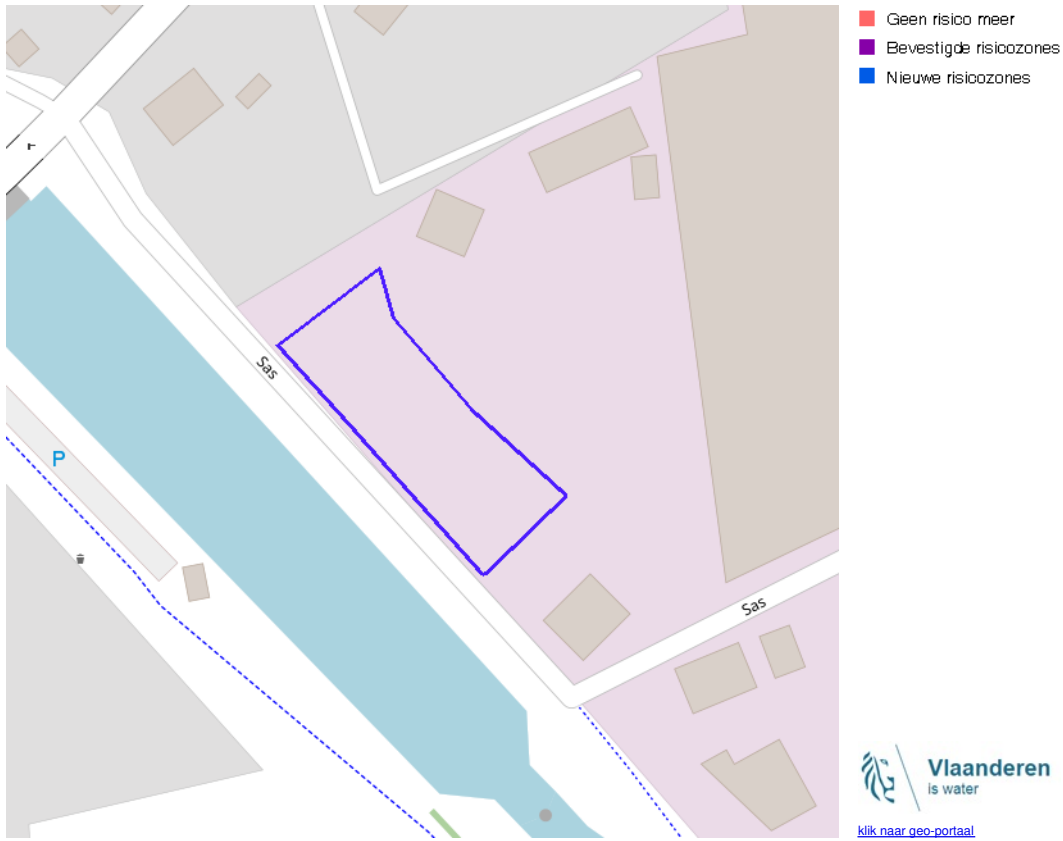 Geen risico meer
Bevestigde risicozones
Nieuwe risicozones
Sas
P
Sas
Vlaanderen
is water
klik naar geo-portaal